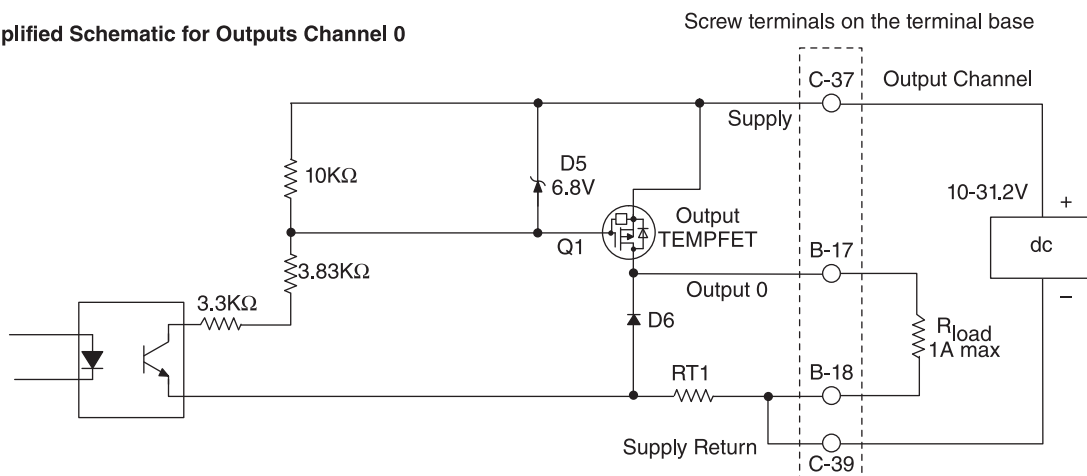 plified Schematic for Outputs Channel 0
Screw terminals on the terminal base
C-37
Output Channel
Supply
10KΩ
D5
6.8V
10-31.2V
+
Output
TEMPFET
Q1
dc
B-17
3.83KΩ
Output 0
–
3.3KΩ
D6
Rload
1A max
RT1
B-18
Supply Return
C-39